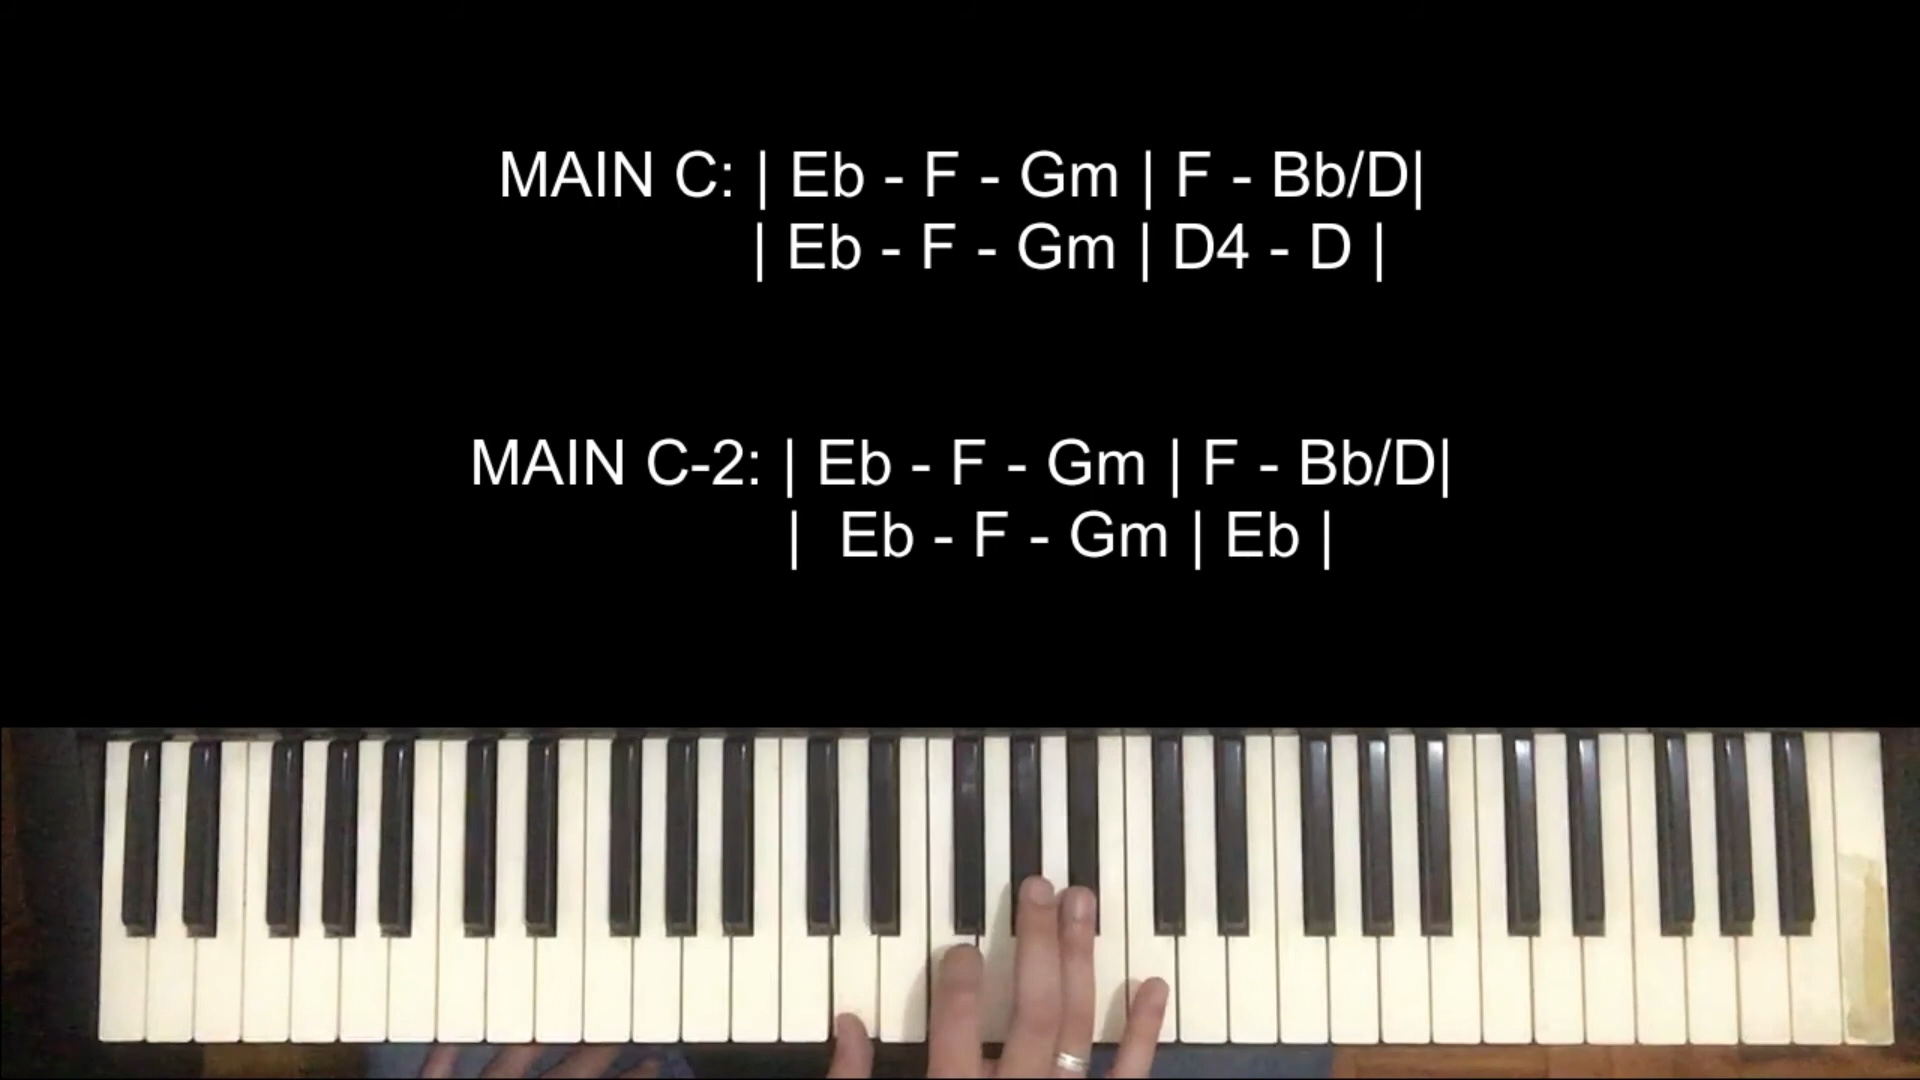 MAIN C: | Eb - F - Gm | F - Bb/D|
| Eb - F - Gm | D4 - D |
MAIN C-2: | Eb - F - Gm | F - Bb/D|
| Eb - F - Gm | Eb |